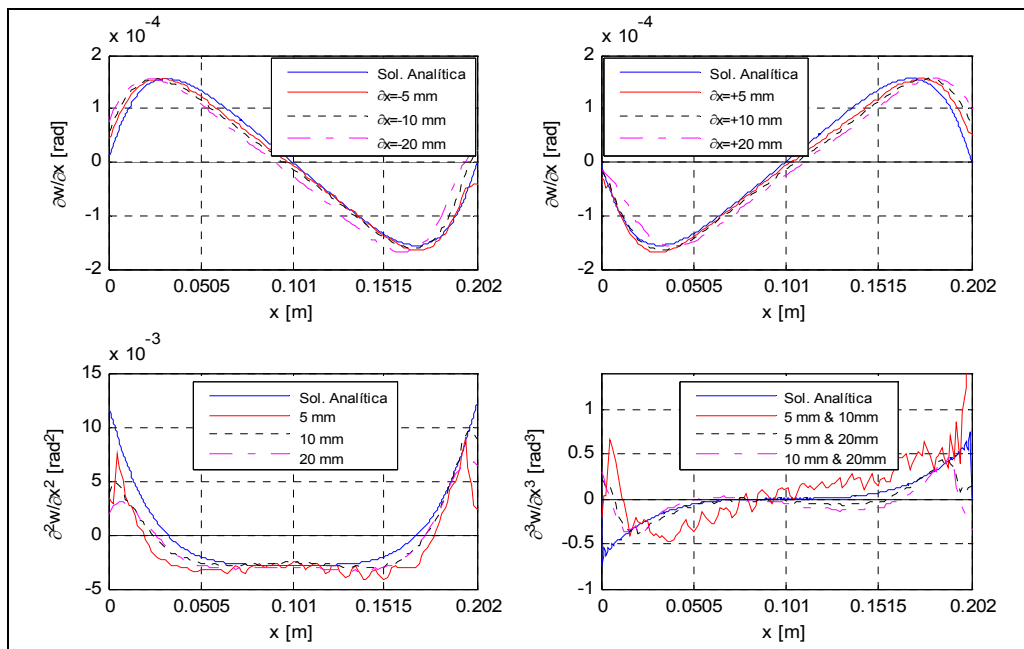 x 10⁻⁴
2
1
0
-1
-2
∂w/∂x [rad]
0 0.0505 0.101 0.1515 0.202
x [m]
Sol. Analítica
∂x=-5 mm
∂x=-10 mm
∂x=-20 mm
x 10⁻⁴
2
1
0
-1
-2
∂w/∂x [rad]
0 0.0505 0.101 0.1515 0.202
x [m]
Sol. Analítica
∂x=+5 mm
∂x=+10 mm
∂x=+20 mm
x 10⁻³
15
10
5
0
-5
∂²w/∂x² [rad²]
0 0.0505 0.101 0.1515 0.202
x [m]
Sol. Analítica
5 mm
10 mm
20 mm
1
0.5
0
-0.5
-1
∂³w/∂x³ [rad³]
0 0.0505 0.101 0.1515 0.202
x [m]
Sol. Analítica
5 mm & 10mm
5 mm & 20mm
10 mm & 20mm